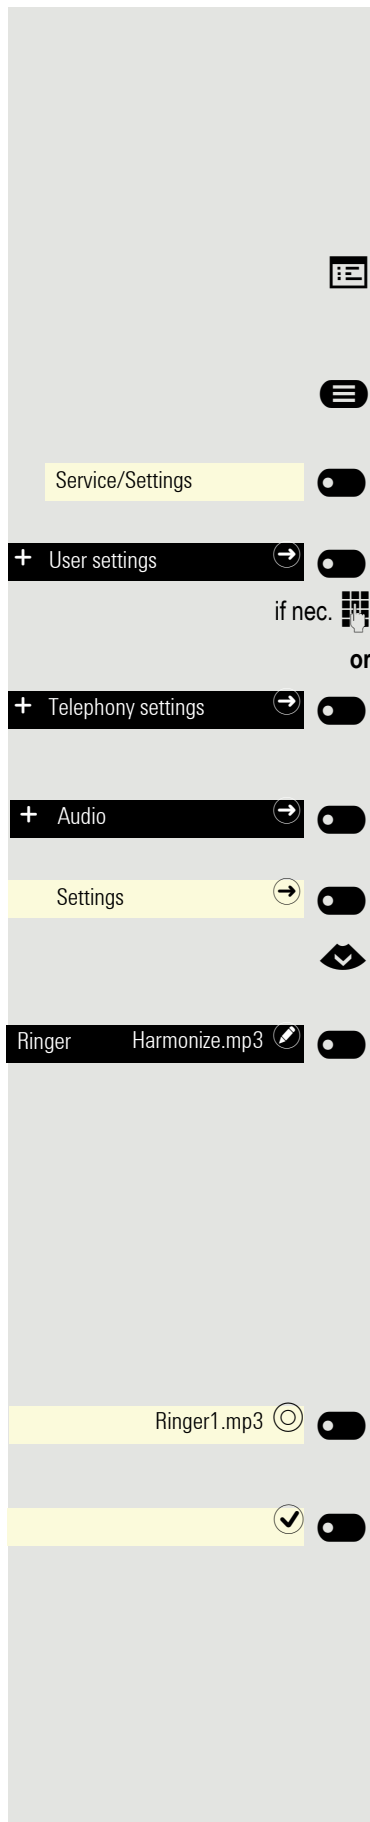 Service/Settings
+ User settings
if nec.
or
+ Telephony settings
+ Audio
Settings
Ringer Harmonize.mp3
Ringer1.mp3